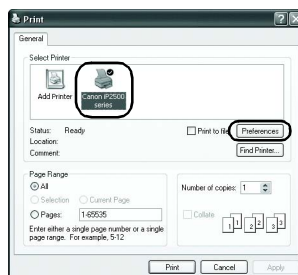 Print
General
Select Printer
Add Printer
Canon iP2500 series
Status: Ready
Location:
Comment:
Print to file
Preferences
Find Printer...
Page Range
All
Selection Current Page
Pages: 1-65535
Enter either a single page number or a single
page range. For example, 5-12
Number of copies: 1
Collate
1 1 2 2 3 3
Print Cancel Apply